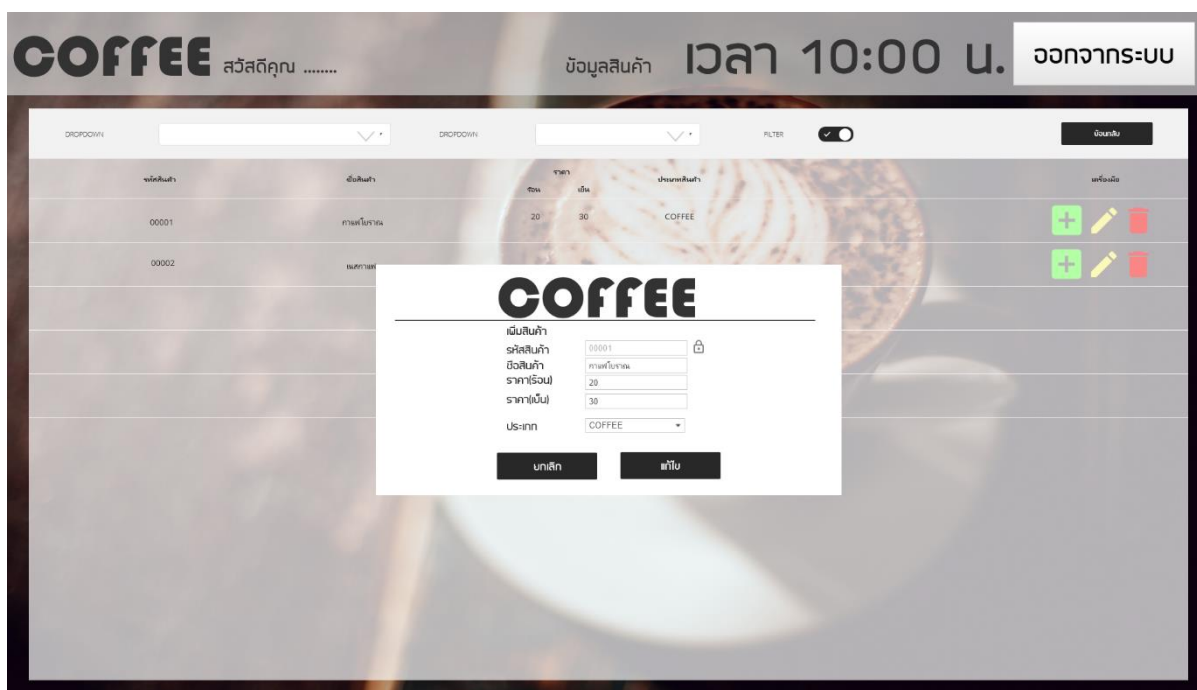 COFFEE สวัสดีคุณ ........ ข้อมูลสินค้า เวลา 10:00 น. ออกจากระบบ
DROPDOWN DROPDOWN FILTER ย้อนกลับ
รหัสสินค้า ชื่อสินค้า ราคา ประเภทสินค้า เครื่องมือ
ร้อน เย็น
00001 กาแฟโบราณ 20 30 COFFEE
00002 เนสกาแฟ
COFFEE
เพิ่มสินค้า
รหัสสินค้า 00001
ชื่อสินค้า กาแฟโบราณ
ราคา(ร้อน) 20
ราคา(เย็น) 30
ประเภท COFFEE
ยกเลิก แก้ไข